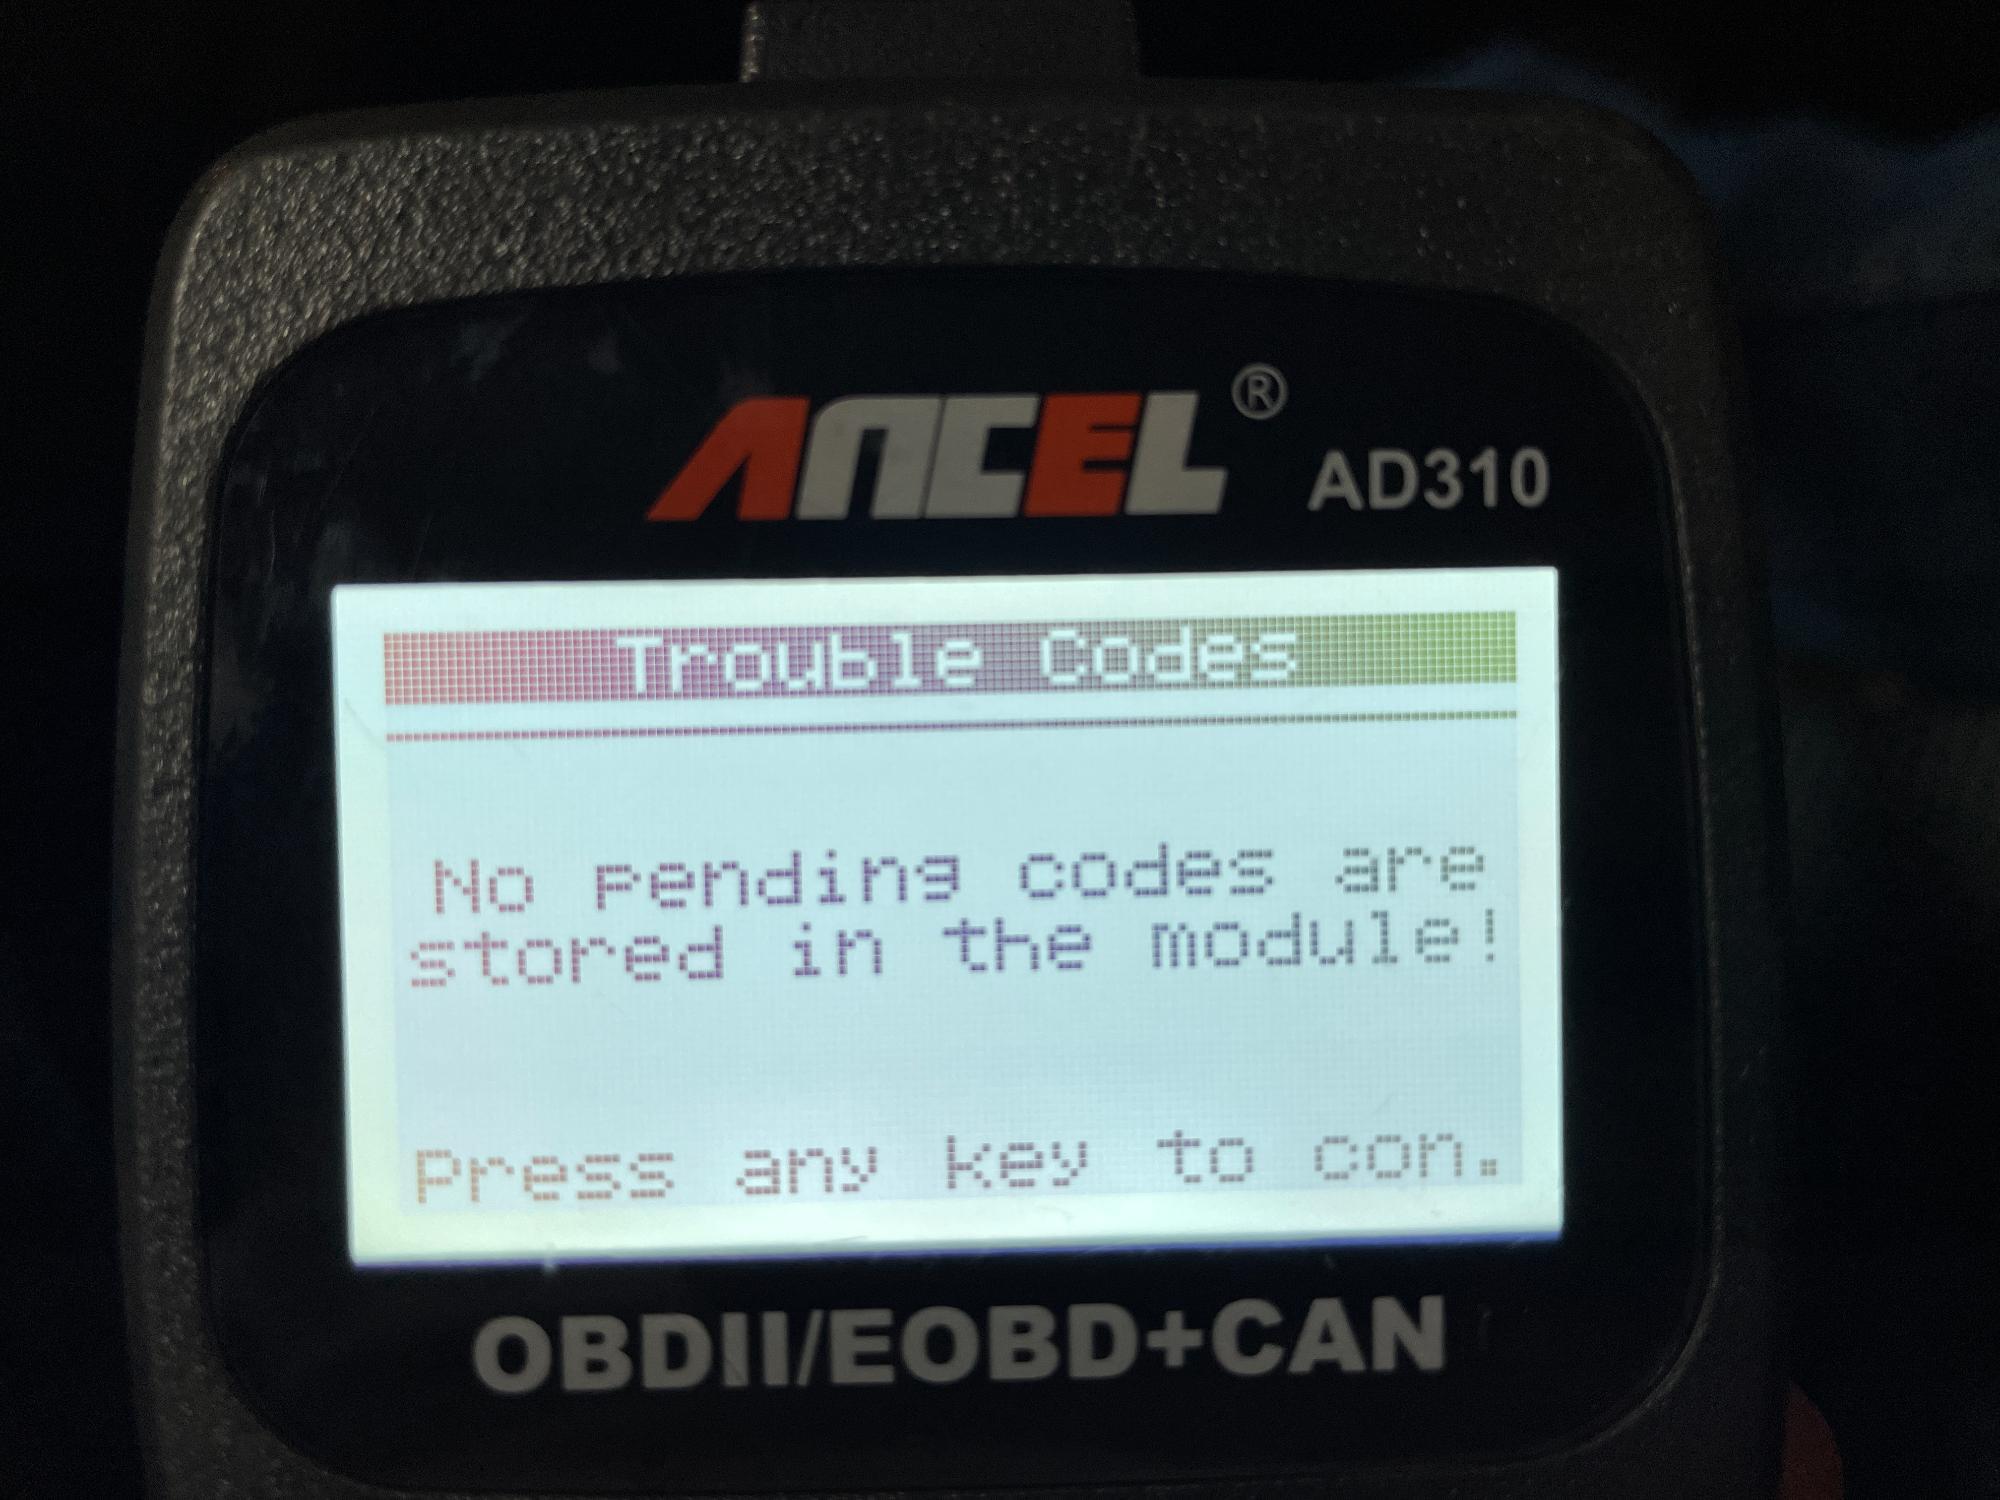 ANCEL®
AD310
Trouble Codes
No pending codes are
stored in the module!
Press any key to con.
OBDII/EOBD+CAN